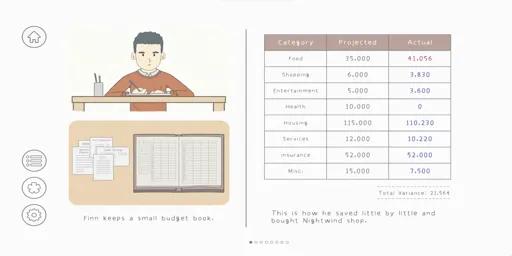 Category Projected Actual
Food 35,000 41,056
Shopping 6,000 3,830
Entertainment 5,000 3,600
Health 10,000 0
Housing 115,000 110,230
Services 12,000 10,220
Insurance 52,000 52,000
Misc. 15,000 7,500
Total Variance: 21,564
Finn keeps a small budget book.
This is how he saved little by little and
bought Nightwind shop.